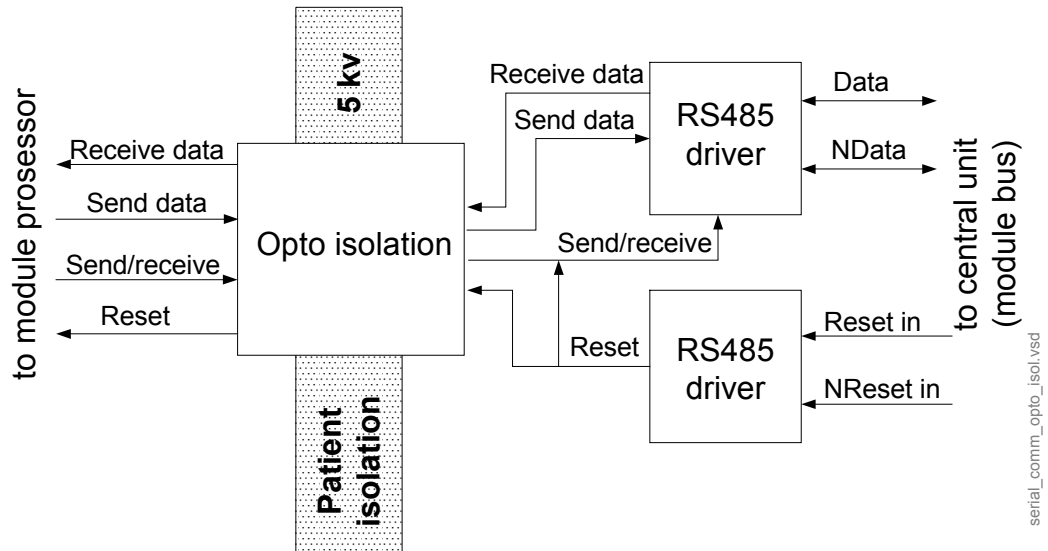 5 kv
to module prosessor
Receive data
Send data
Send/receive
Reset
Opto isolation
Patient
isolation
Receive data
Send data
Send/receive
Reset
RS485
driver
RS485
driver
Data
NData
Reset in
NReset in
to central unit
(module bus)
serial_comm_opto_isol.vsd